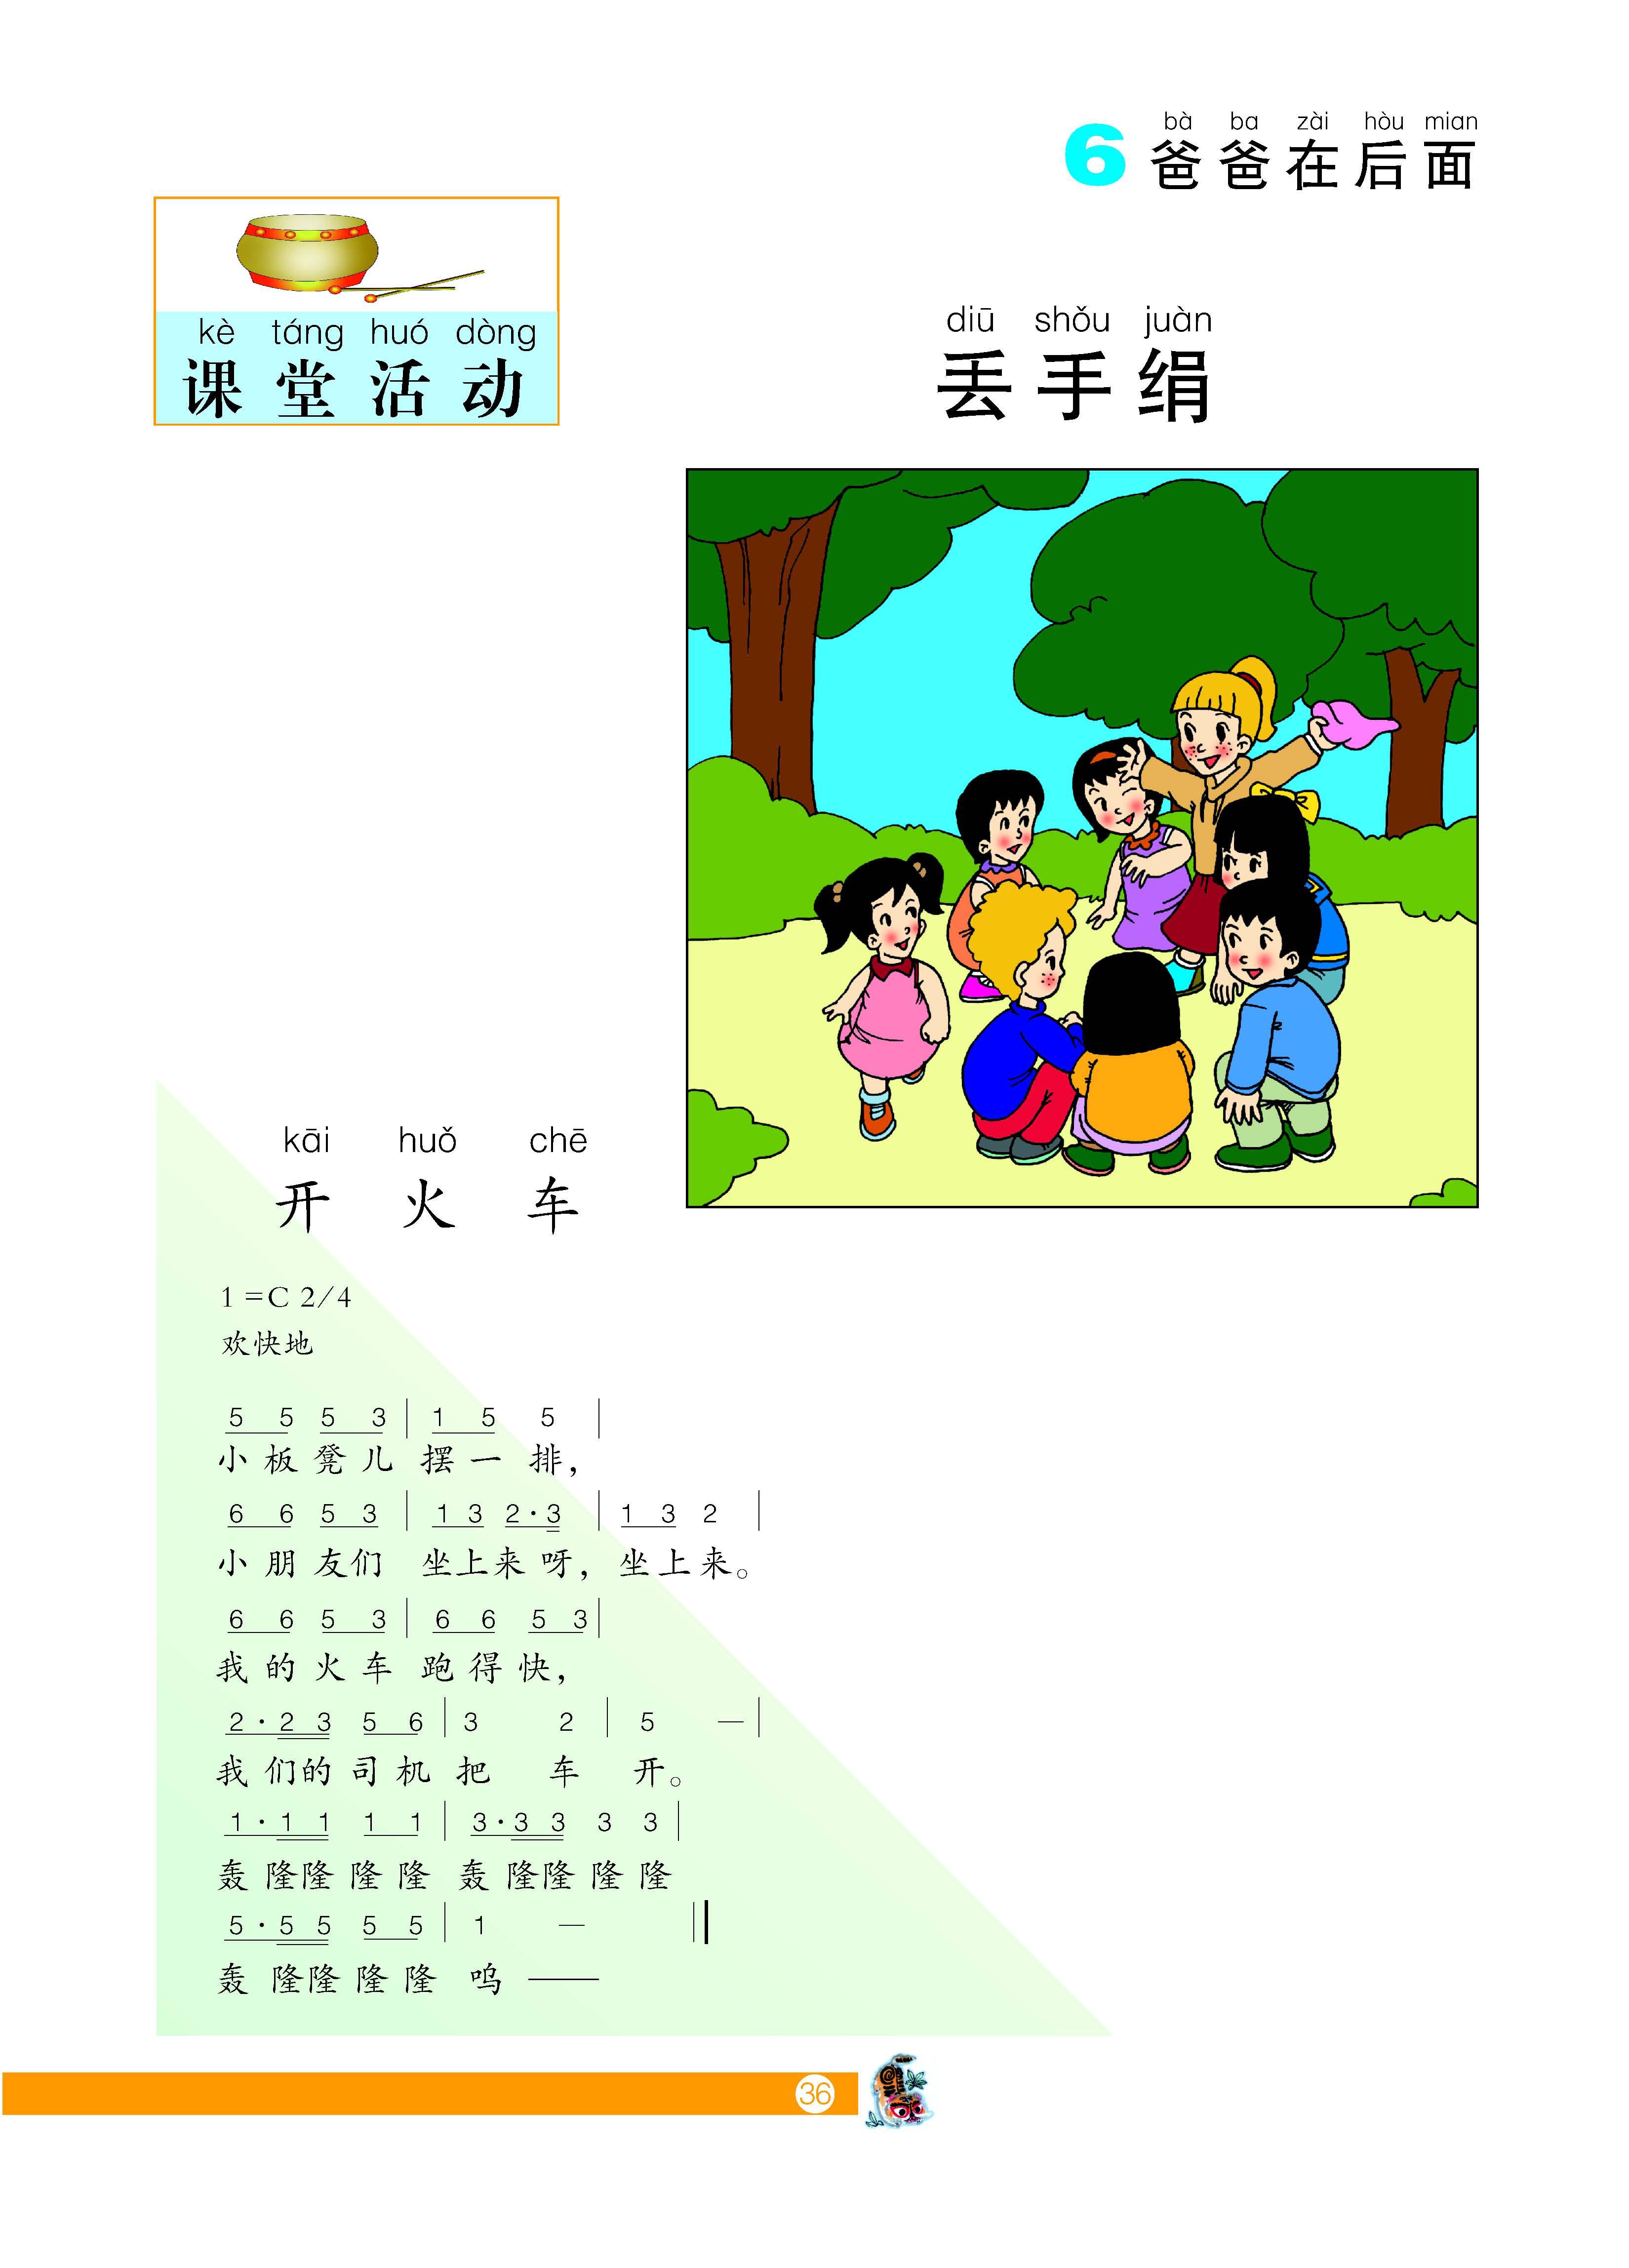 bà ba zài hòu mian
6 爸爸在后面
kè táng huó dòng
课堂活动
diū shǒu juàn
丢手绢
kāi huǒ chē
开火车
1=C 2/4
欢快地
5 5 5 3 | 1 5 5 |
小板凳儿摆一排，
6 6 5 3 | 1 3 2·3 | 1 3 2 |
小朋友们 坐上来呀，坐上来。
6 6 5 3 | 6 6 5 3 |
我的火车跑得快，
2·2 3 5 6 | 3 2 | 5 — |
我们的司机把车开。
1·1 1 1 1 | 3·3 3 3 3 |
轰隆隆隆隆 轰隆隆隆隆
5·5 5 5 5 | 1 — ‖
轰隆隆隆隆 呜——
36